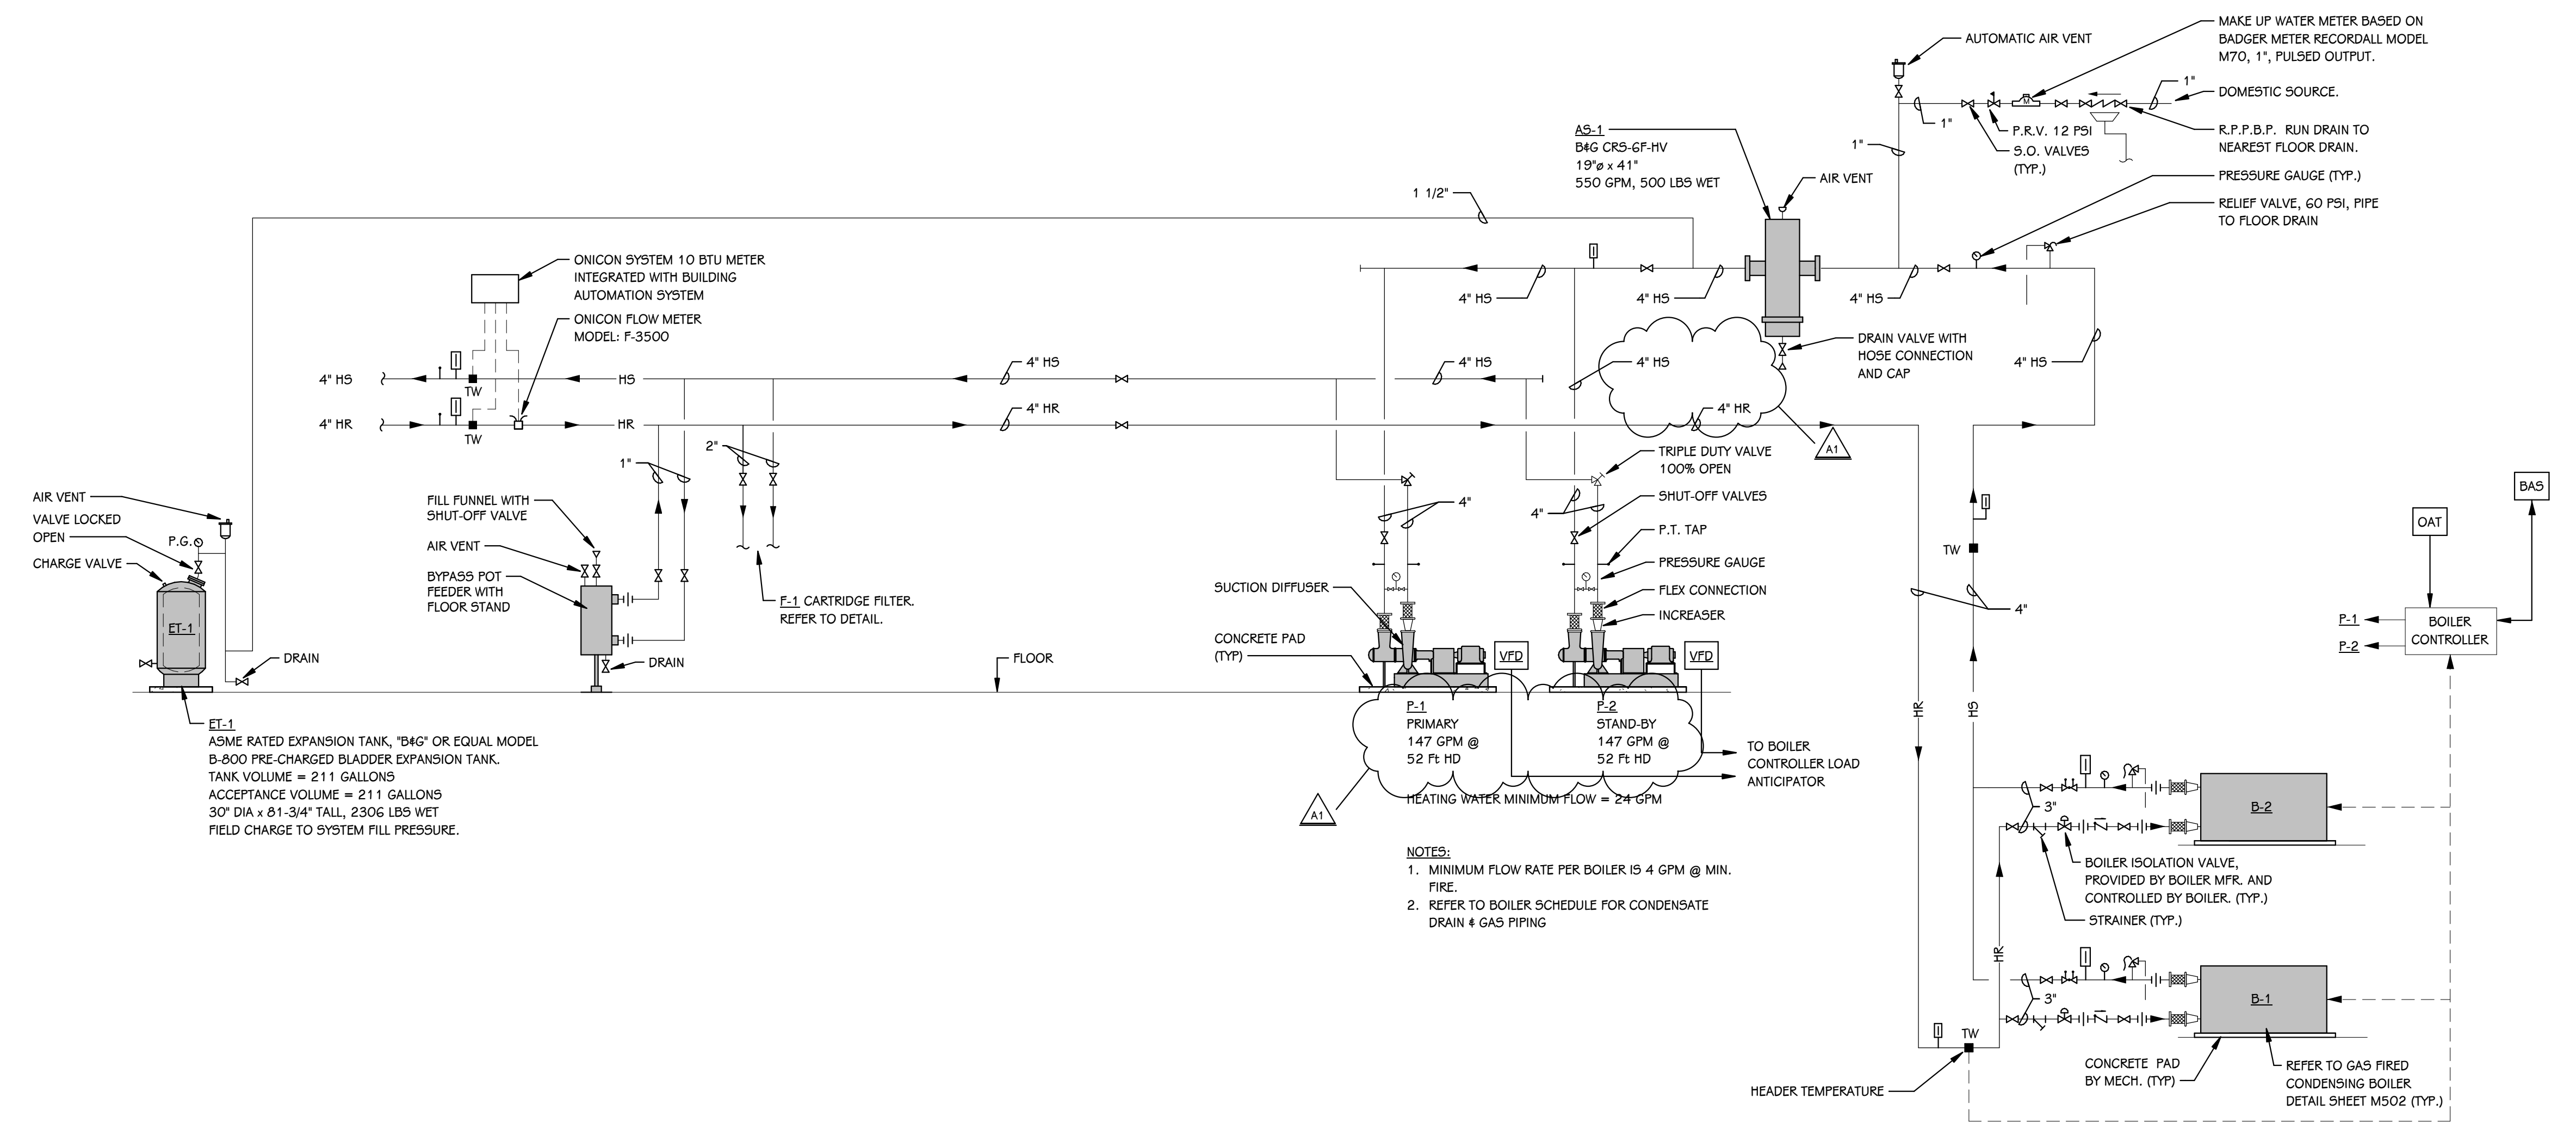 MAKE UP WATER METER BASED ON
BADGER METER RECORDALL MODEL
M70, 1", PULSED OUTPUT.
AUTOMATIC AIR VENT
1"
DOMESTIC SOURCE.
M
1"
P.R.V. 12 PSI
S.O. VALVES
(TYP.)
R.P.P.B.P. RUN DRAIN TO
NEAREST FLOOR DRAIN.
1"
AS-1
B&G CRS-6F-HV
19"ø x 41"
550 GPM, 500 LBS WET
AIR VENT
PRESSURE GAUGE (TYP.)
RELIEF VALVE, 60 PSI, PIPE
TO FLOOR DRAIN
1 1/2"
ONICON SYSTEM 10 BTU METER
INTEGRATED WITH BUILDING
AUTOMATION SYSTEM
ONICON FLOW METER
MODEL: F-3500
4" HS
4" HS
4" HS
DRAIN VALVE WITH
HOSE CONNECTION
AND CAP
4" HS
4" HS
TW
HS
4" HS
4" HS
4" HS
4" HR
TW
HR
4" HR
4" HR
A1
1"
2"
TRIPLE DUTY VALVE
100% OPEN
SHUT-OFF VALVES
4"
4"
P.T. TAP
PRESSURE GAUGE
FLEX CONNECTION
INCREASER
AIR VENT
VALVE LOCKED
OPEN
P.G.
CHARGE VALVE
ET-1
DRAIN
FILL FUNNEL WITH
SHUT-OFF VALVE
AIR VENT
BYPASS POT
FEEDER WITH
FLOOR STAND
DRAIN
F-1 CARTRIDGE FILTER.
REFER TO DETAIL.
SUCTION DIFFUSER
CONCRETE PAD
(TYP)
FLOOR
VFD
VFD
BAS
OAT
TW
4"
P-1
P-2
BOILER
CONTROLLER
HR
HS
ET-1
ASME RATED EXPANSION TANK, "B&G" OR EQUAL MODEL
B-800 PRE-CHARGED BLADDER EXPANSION TANK.
TANK VOLUME = 211 GALLONS
ACCEPTANCE VOLUME = 211 GALLONS
30" DIA x 81-3/4" TALL, 2306 LBS WET
FIELD CHARGE TO SYSTEM FILL PRESSURE.
P-1
PRIMARY
147 GPM @
52 Ft HD
P-2
STAND-BY
147 GPM @
52 Ft HD
TO BOILER
CONTROLLER LOAD
ANTICIPATOR
A1
HEATING WATER MINIMUM FLOW = 24 GPM
NOTES:
1. MINIMUM FLOW RATE PER BOILER IS 4 GPM @ MIN.
FIRE.
2. REFER TO BOILER SCHEDULE FOR CONDENSATE
DRAIN & GAS PIPING
3"
B-2
BOILER ISOLATION VALVE,
PROVIDED BY BOILER MFR. AND
CONTROLLED BY BOILER. (TYP.)
STRAINER (TYP.)
HR
3"
B-1
TW
HEADER TEMPERATURE
CONCRETE PAD
BY MECH. (TYP)
REFER TO GAS FIRED
CONDENSING BOILER
DETAIL SHEET M502 (TYP.)